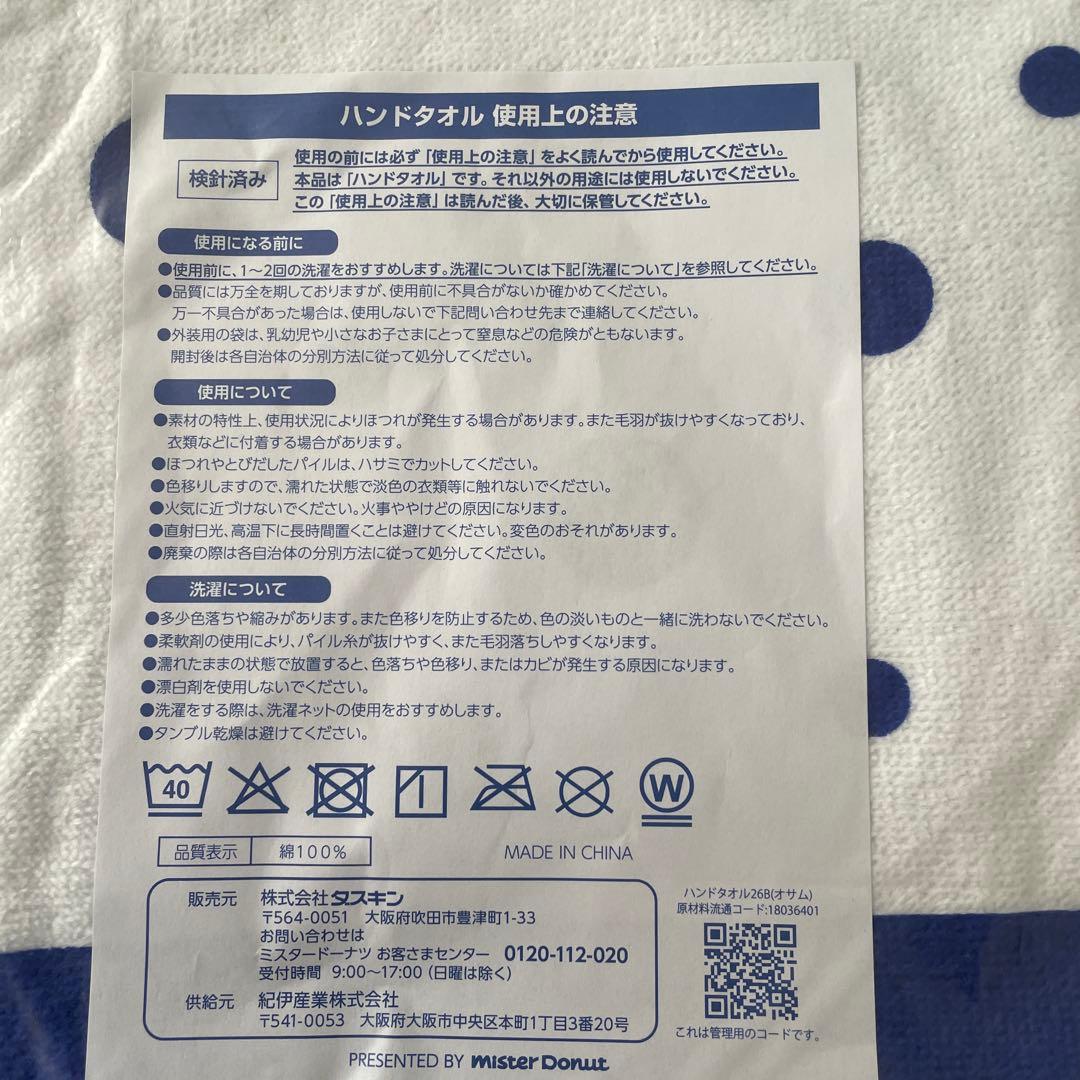 ハンドタオル 使用上の注意
検針済み
使用の前には必ず「使用上の注意」をよく読んでから使用してください。
本品は「ハンドタオル」です。それ以外の用途には使用しないでください。
この「使用上の注意」は読んだ後、大切に保管してください。
使用になる前に
●使用前に、1〜2回の洗濯をおすすめします。洗濯については下記「洗濯について」を参照してください。
●品質には万全を期しておりますが、使用前に不具合がないか確かめてください。
万一不具合があった場合は、使用しないで下記問い合わせ先まで連絡してください。
●外装用の袋は、乳幼児や小さなお子さまにとって窒息などの危険がともないます。
開封後は各自治体の分別方法に従って処分してください。
使用について
●素材の特性上、使用状況によりほつれが発生する場合があります。また毛羽が抜けやすくなっており、
衣類などに付着する場合があります。
●ほつれやとびだしたパイルは、ハサミでカットしてください。
●色移りしますので、濡れた状態で淡色の衣類等に触れないでください。
●火気に近づけないでください。火事ややけどの原因になります。
●直射日光、高温下に長時間置くことは避けてください。変色のおそれがあります。
●廃棄の際は各自治体の分別方法に従って処分してください。
洗濯について
●多少色落ちや縮みがあります。また色移りを防止するため、色の淡いものと一緒に洗わないでください。
●柔軟剤の使用により、パイル糸が抜けやすく、また毛羽落ちしやすくなります。
●濡れたままの状態で放置すると、色落ちや色移り、またはカビが発生する原因になります。
●漂白剤を使用しないでください。
●洗濯をする際は、洗濯ネットの使用をおすすめします。
●タンブル乾燥は避けてください。
40 W
品質表示 綿100%
MADE IN CHINA
販売元 株式会社ダスキン
〒564-0051 大阪府吹田市豊津町1-33
お問い合わせは
ミスタードーナツ お客さまセンター 0120-112-020
受付時間 9:00〜17:00（日曜は除く）
供給元 紀伊産業株式会社
〒541-0053 大阪府大阪市中央区本町1丁目3番20号
ハンドタオル26B(オサム)
原材料流通コード:18036401
これは管理用のコードです。
PRESENTED BY mister Donut